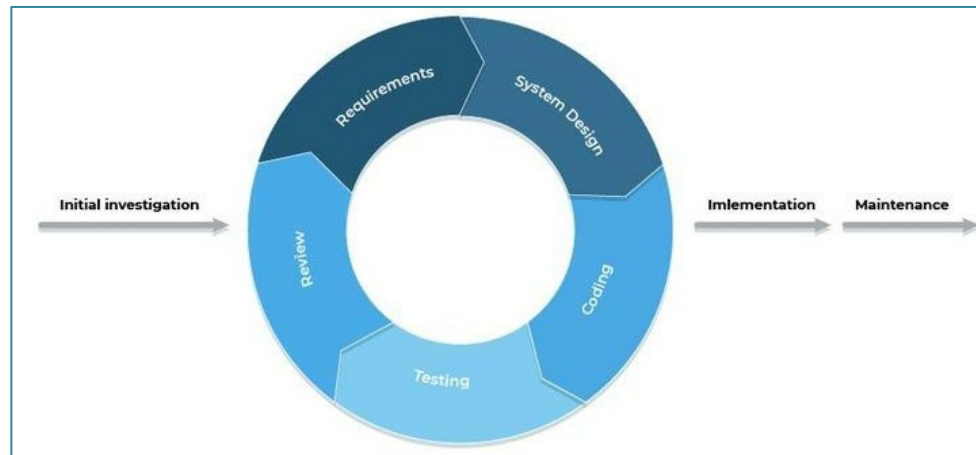 Initial investigation
Requirements
System Design
Coding
Testing
Review
Imlementation
Maintenance